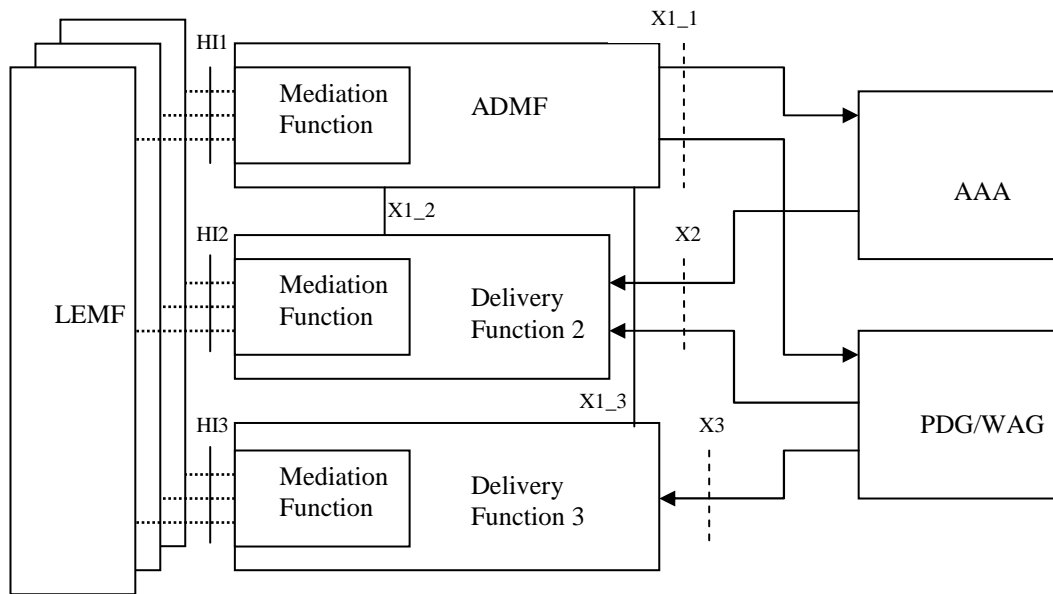 X1_1
HI1
Mediation
Function
ADMF
AAA
X1_2
HI2
X2
Mediation
Function
Delivery
Function 2
LEMF
X1_3
HI3
X3
PDG/WAG
Mediation
Function
Delivery
Function 3